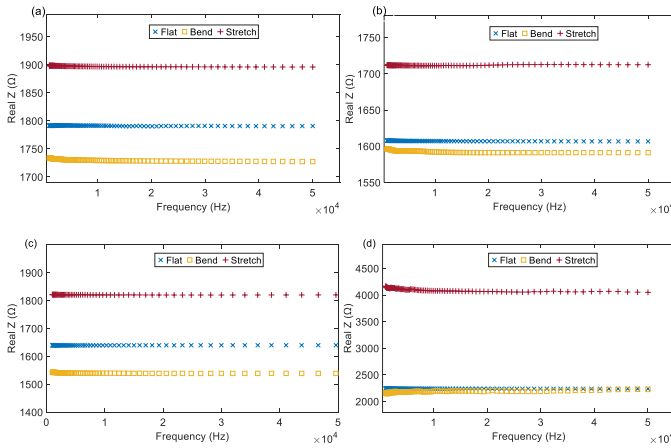 (a)
Flat Bend Stretch
Real Z (Ω)
1950
1900
1850
1800
1750
1700
1 2 3 4 5
Frequency (Hz)
× 10⁴
(b)
Flat Bend Stretch
Real Z (Ω)
1750
1700
1650
1600
1550
1 2 3 4 5
Frequency (Hz)
× 10
(c)
Flat Bend Stretch
Real Z (Ω)
1900
1800
1700
1600
1500
1400
0 1 2 3 4 5
Frequency (Hz)
× 10⁴
(d)
Flat Bend Stretch
Real Z (Ω)
4500
4000
3500
3000
2500
2000
1 2 3 4 5
Frequency (Hz)
× 10